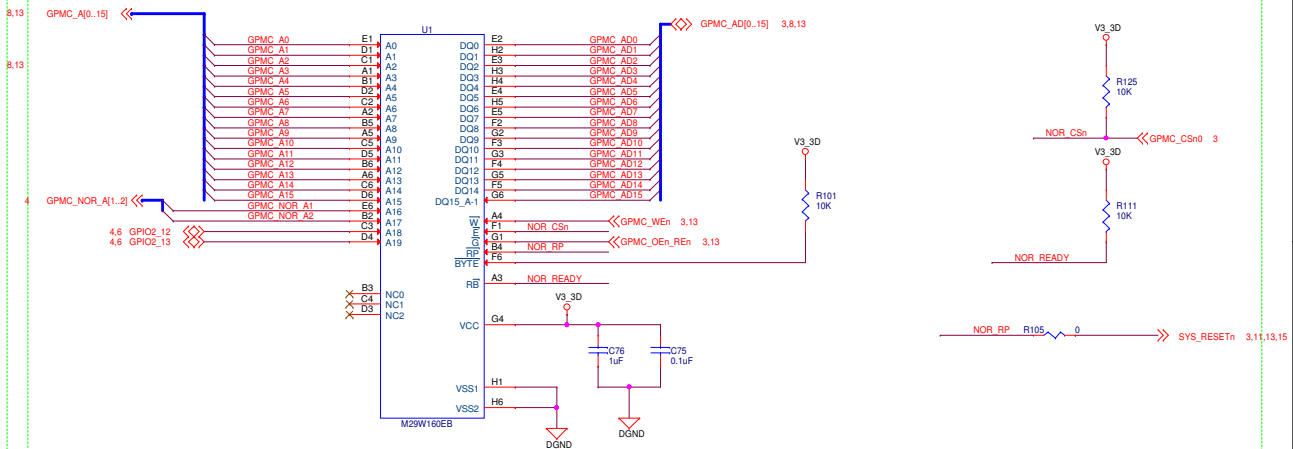 8,13 GPMC_A[0..15]
8,13
U1
GPMC_AD[0..15] 3,8,13
GPMC_A0 E1 A0 DQ0 E2 GPMC_AD0
GPMC_A1 D1 A1 DQ1 H2 GPMC_AD1
GPMC_A2 C1 A2 DQ2 E3 GPMC_AD2
GPMC_A3 A1 A3 DQ3 H3 GPMC_AD3
GPMC_A4 B1 A4 DQ4 H4 GPMC_AD4
GPMC_A5 D2 A5 DQ5 E4 GPMC_AD5
GPMC_A6 C2 A6 DQ6 H5 GPMC_AD6
GPMC_A7 A2 A7 DQ7 E5 GPMC_AD7
GPMC_A8 B5 A8 DQ8 F2 GPMC_AD8
GPMC_A9 A5 A9 DQ9 G2 GPMC_AD9
GPMC_A10 C5 A10 DQ10 F3 GPMC_AD10
GPMC_A11 D5 A11 DQ11 G3 GPMC_AD11
GPMC_A12 B6 A12 DQ12 F4 GPMC_AD12
GPMC_A13 A6 A13 DQ13 G5 GPMC_AD13
GPMC_A14 C6 A14 DQ14 F5 GPMC_AD14
GPMC_A15 D6 A15 DQ15_A-1 G6 GPMC_AD15
4 GPMC_NOR_A[1..2]
GPMC_NOR_A1 E6 A16
GPMC_NOR_A2 B2 A17
4,6 GPIO2_12 C3 A18
4,6 GPIO2_13 D4 A19
W A4 GPMC_WEn 3,13
E F1 NOR_CSn
G G1 GPMC_OEn_REn 3,13
RP B4 NOR_RP
BYTE F6
RB A3 NOR_READY
B3 NC0
C4 NC1
D3 NC2
VCC G4
V3_3D
C76
1uF
C75
0.1uF
VSS1 H1
VSS2 H6
M29W160EB
DGND
DGND
V3_3D
R101
10K
V3_3D
R125
10K
NOR_CSn GPMC_CSn0 3
V3_3D
R111
10K
NOR_READY
NOR_RP R105 0 SYS_RESETn 3,11,13,15